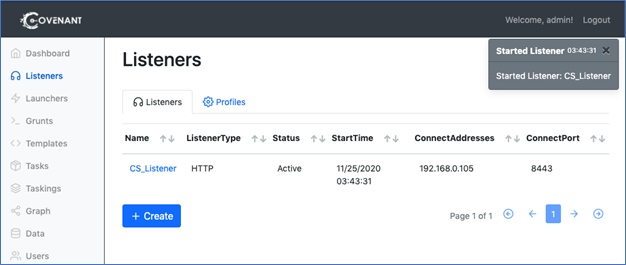 COVENANT
Welcome, admin! Logout
Started Listener 03:43:31
Started Listener: CS_Listener
Dashboard
Listeners
Launchers
Grunts
Templates
Tasks
Taskings
Graph
Data
Users
Listeners
Listeners Profiles
Name ListenerType Status StartTime ConnectAddresses ConnectPort
CS_Listener HTTP Active 11/25/2020 192.168.0.105 8443
03:43:31
+ Create
Page 1 of 1 1